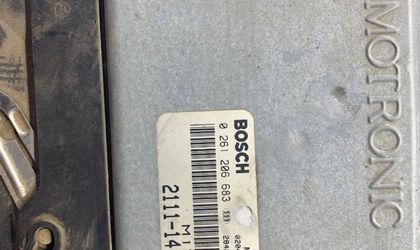 MOTRONIC
BOSCH
0 261 206 683
2111-14